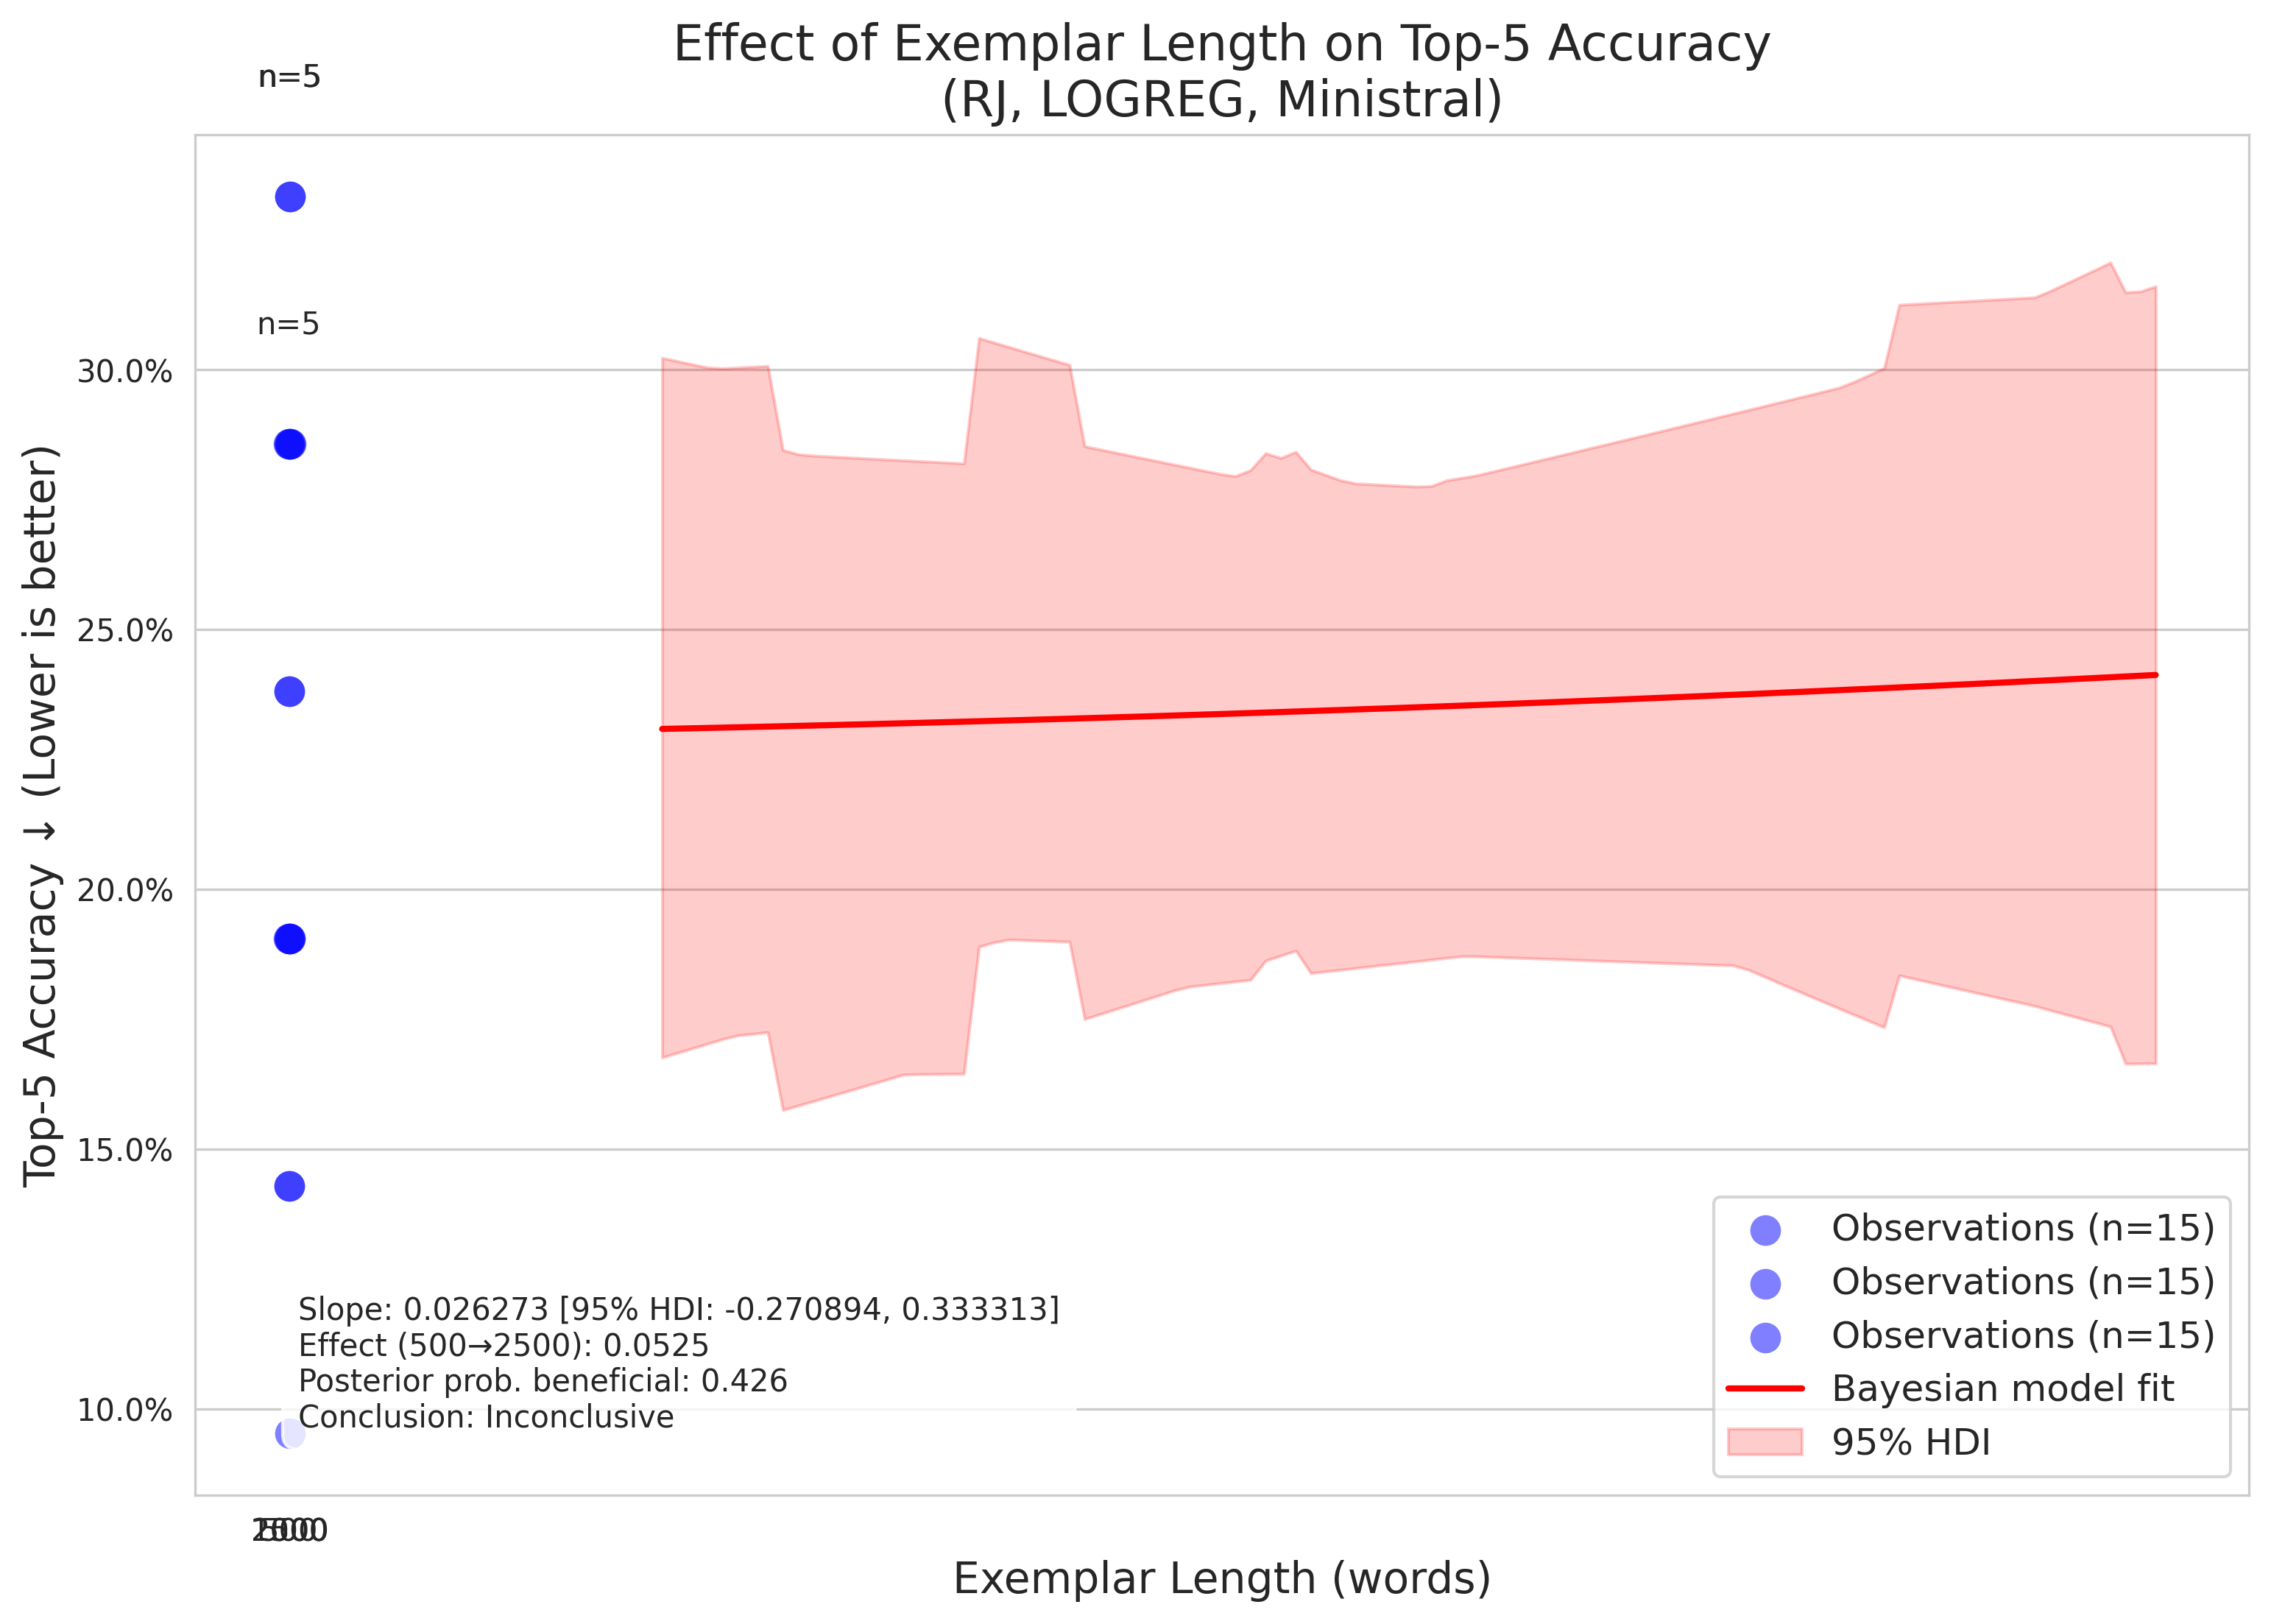 Effect of Exemplar Length on Top-5 Accuracy
(RJ, LOGREG, Ministral)
n=5
n=5
30.0%
25.0%
20.0%
15.0%
10.0%
Top-5 Accuracy ↓ (Lower is better)
Slope: 0.026273 [95% HDI: -0.270894, 0.333313]
Effect (500→2500): 0.0525
Posterior prob. beneficial: 0.426
Conclusion: Inconclusive
Observations (n=15)
Observations (n=15)
Observations (n=15)
Bayesian model fit
95% HDI
Exemplar Length (words)